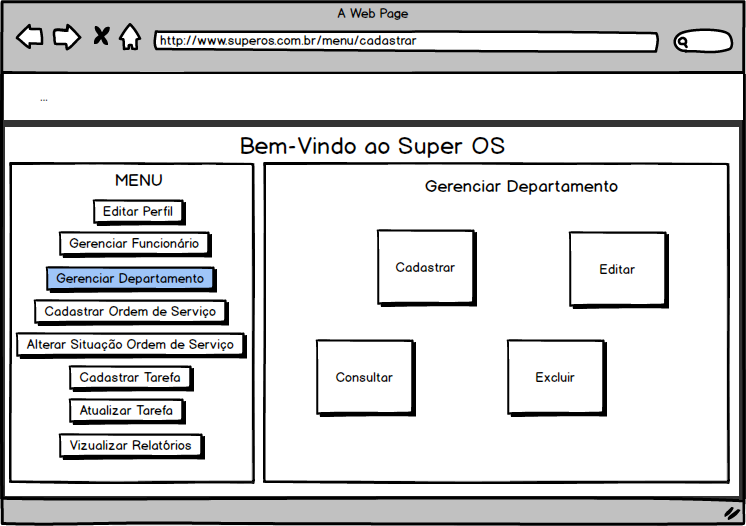 A Web Page
http://www.superos.com.br/menu/cadastrar
...
Bem-Vindo ao Super OS
MENU
Editar Perfil
Gerenciar Funcionário
Gerenciar Departamento
Cadastrar Ordem de Serviço
Alterar Situação Ordem de Serviço
Cadastrar Tarefa
Atualizar Tarefa
Vizualizar Relatórios
Gerenciar Departamento
Cadastrar
Editar
Consultar
Excluir